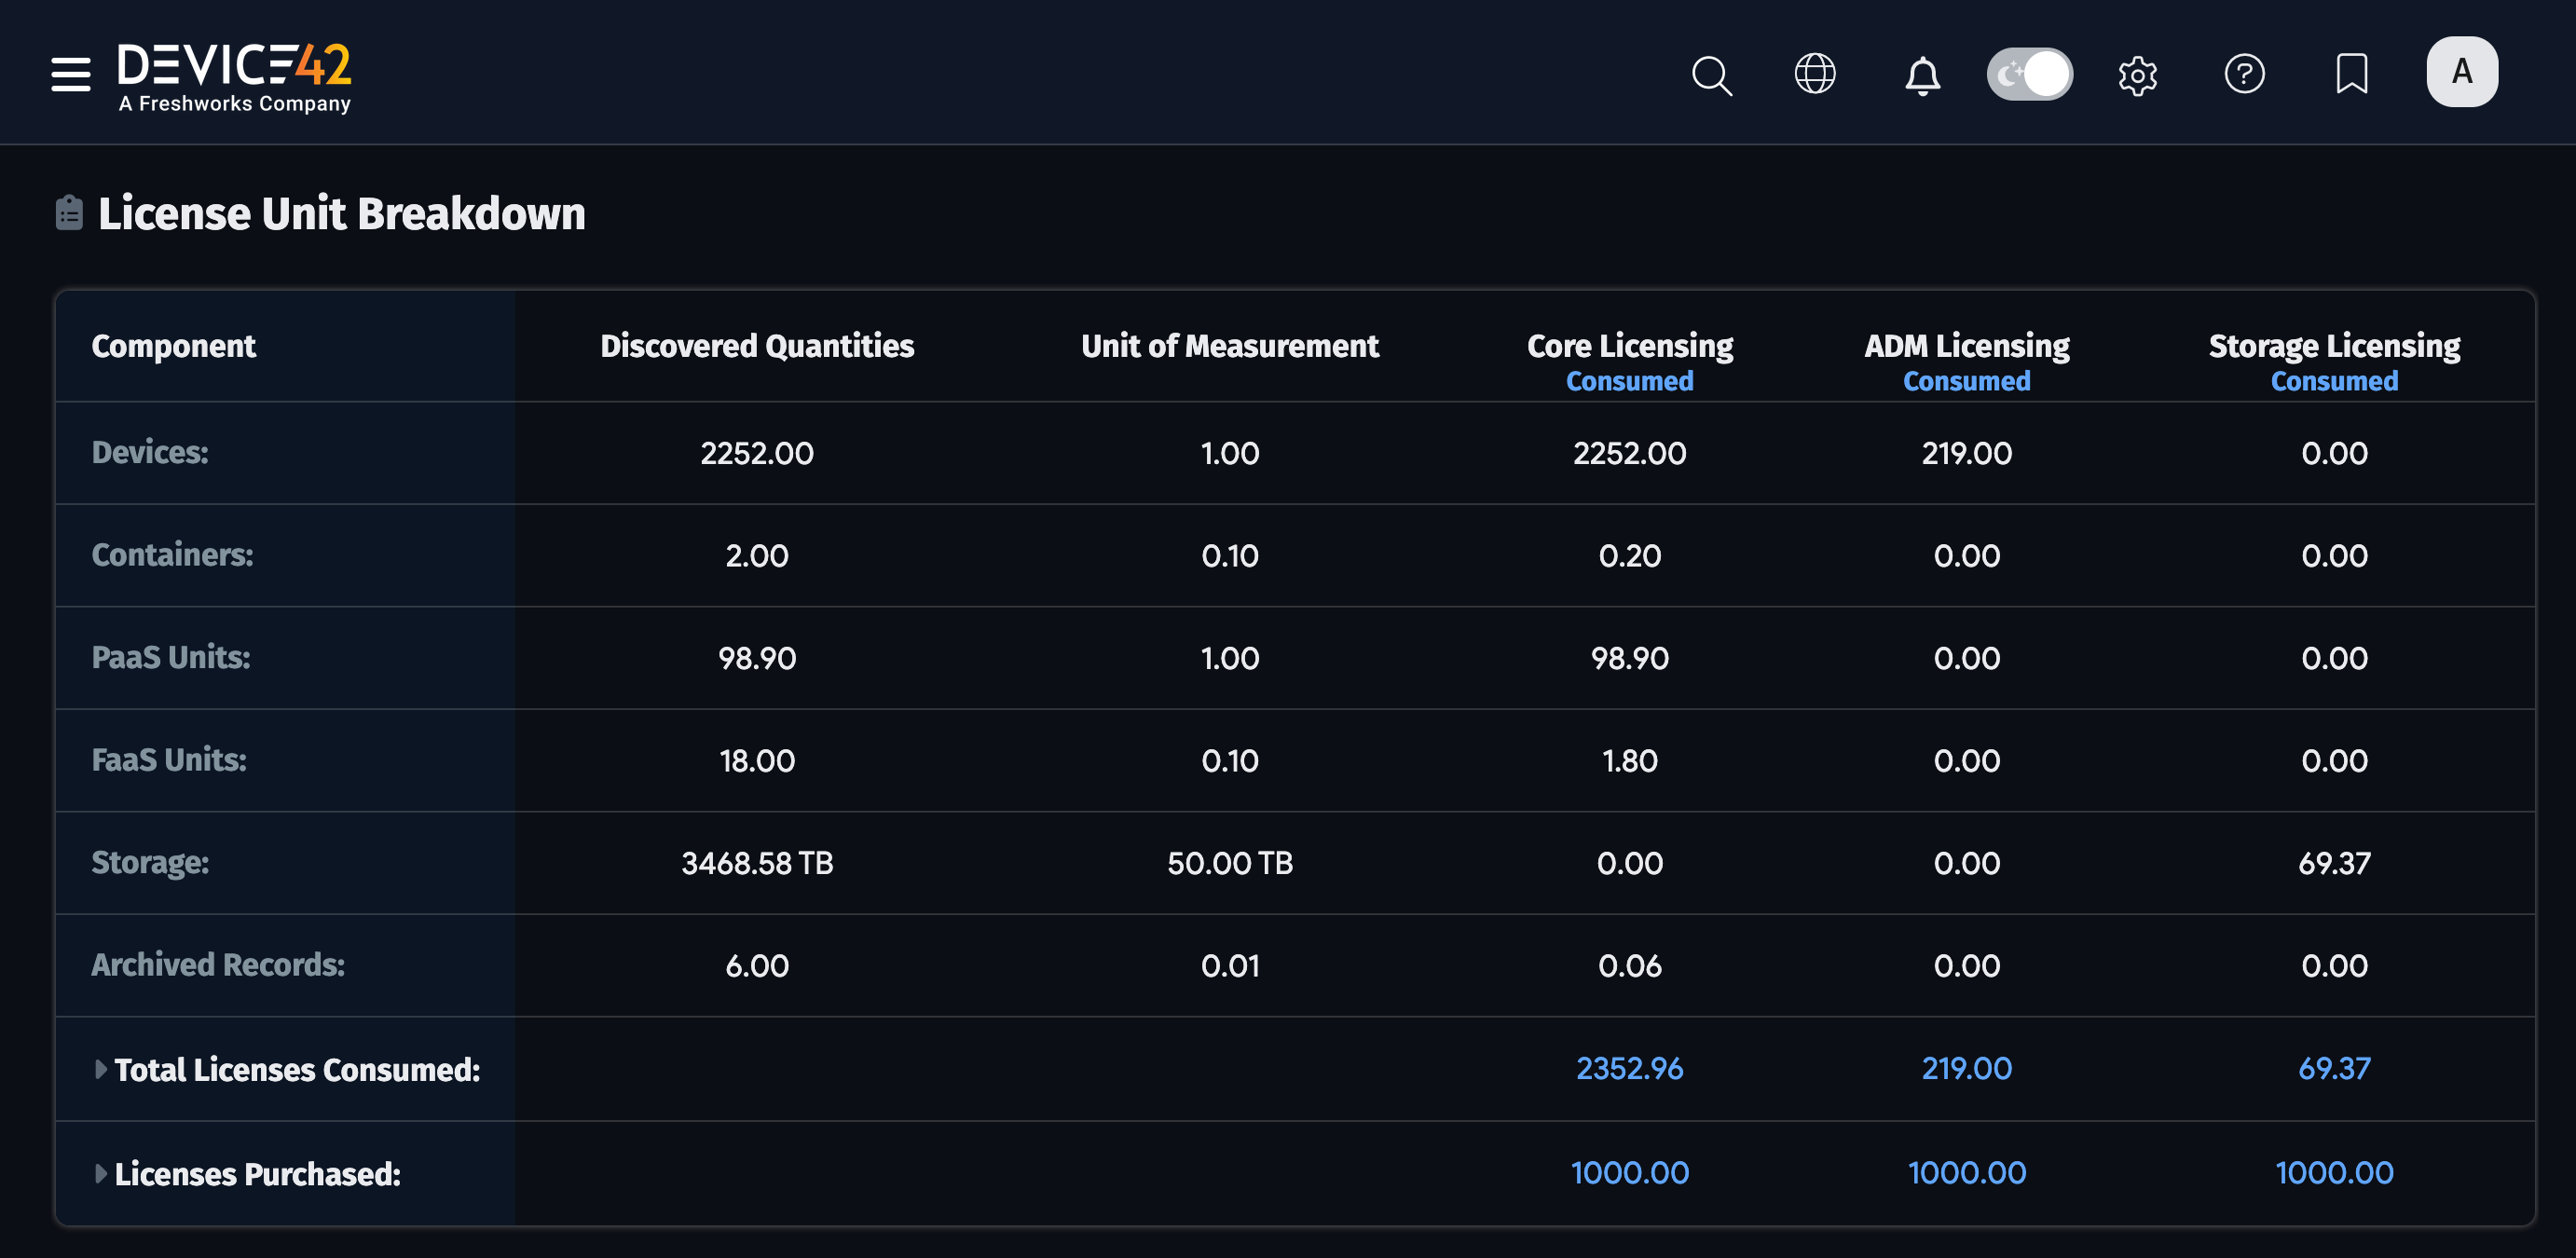 DEVICE42
A Freshworks Company
A
License Unit Breakdown
Component Discovered Quantities Unit of Measurement Core Licensing ADM Licensing Storage Licensing
Consumed Consumed Consumed
Devices: 2252.00 1.00 2252.00 219.00 0.00
Containers: 2.00 0.10 0.20 0.00 0.00
PaaS Units: 98.90 1.00 98.90 0.00 0.00
FaaS Units: 18.00 0.10 1.80 0.00 0.00
Storage: 3468.58 TB 50.00 TB 0.00 0.00 69.37
Archived Records: 6.00 0.01 0.06 0.00 0.00
Total Licenses Consumed: 2352.96 219.00 69.37
Licenses Purchased: 1000.00 1000.00 1000.00